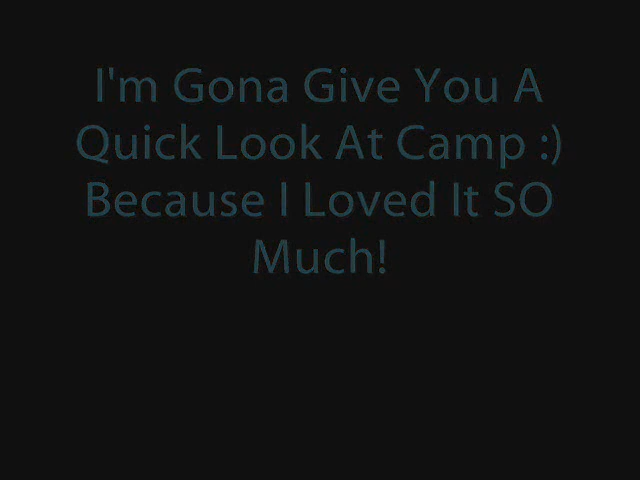 I'm Gona Give You A
Quick Look At Camp :)
Because I Loved It SO
Much!